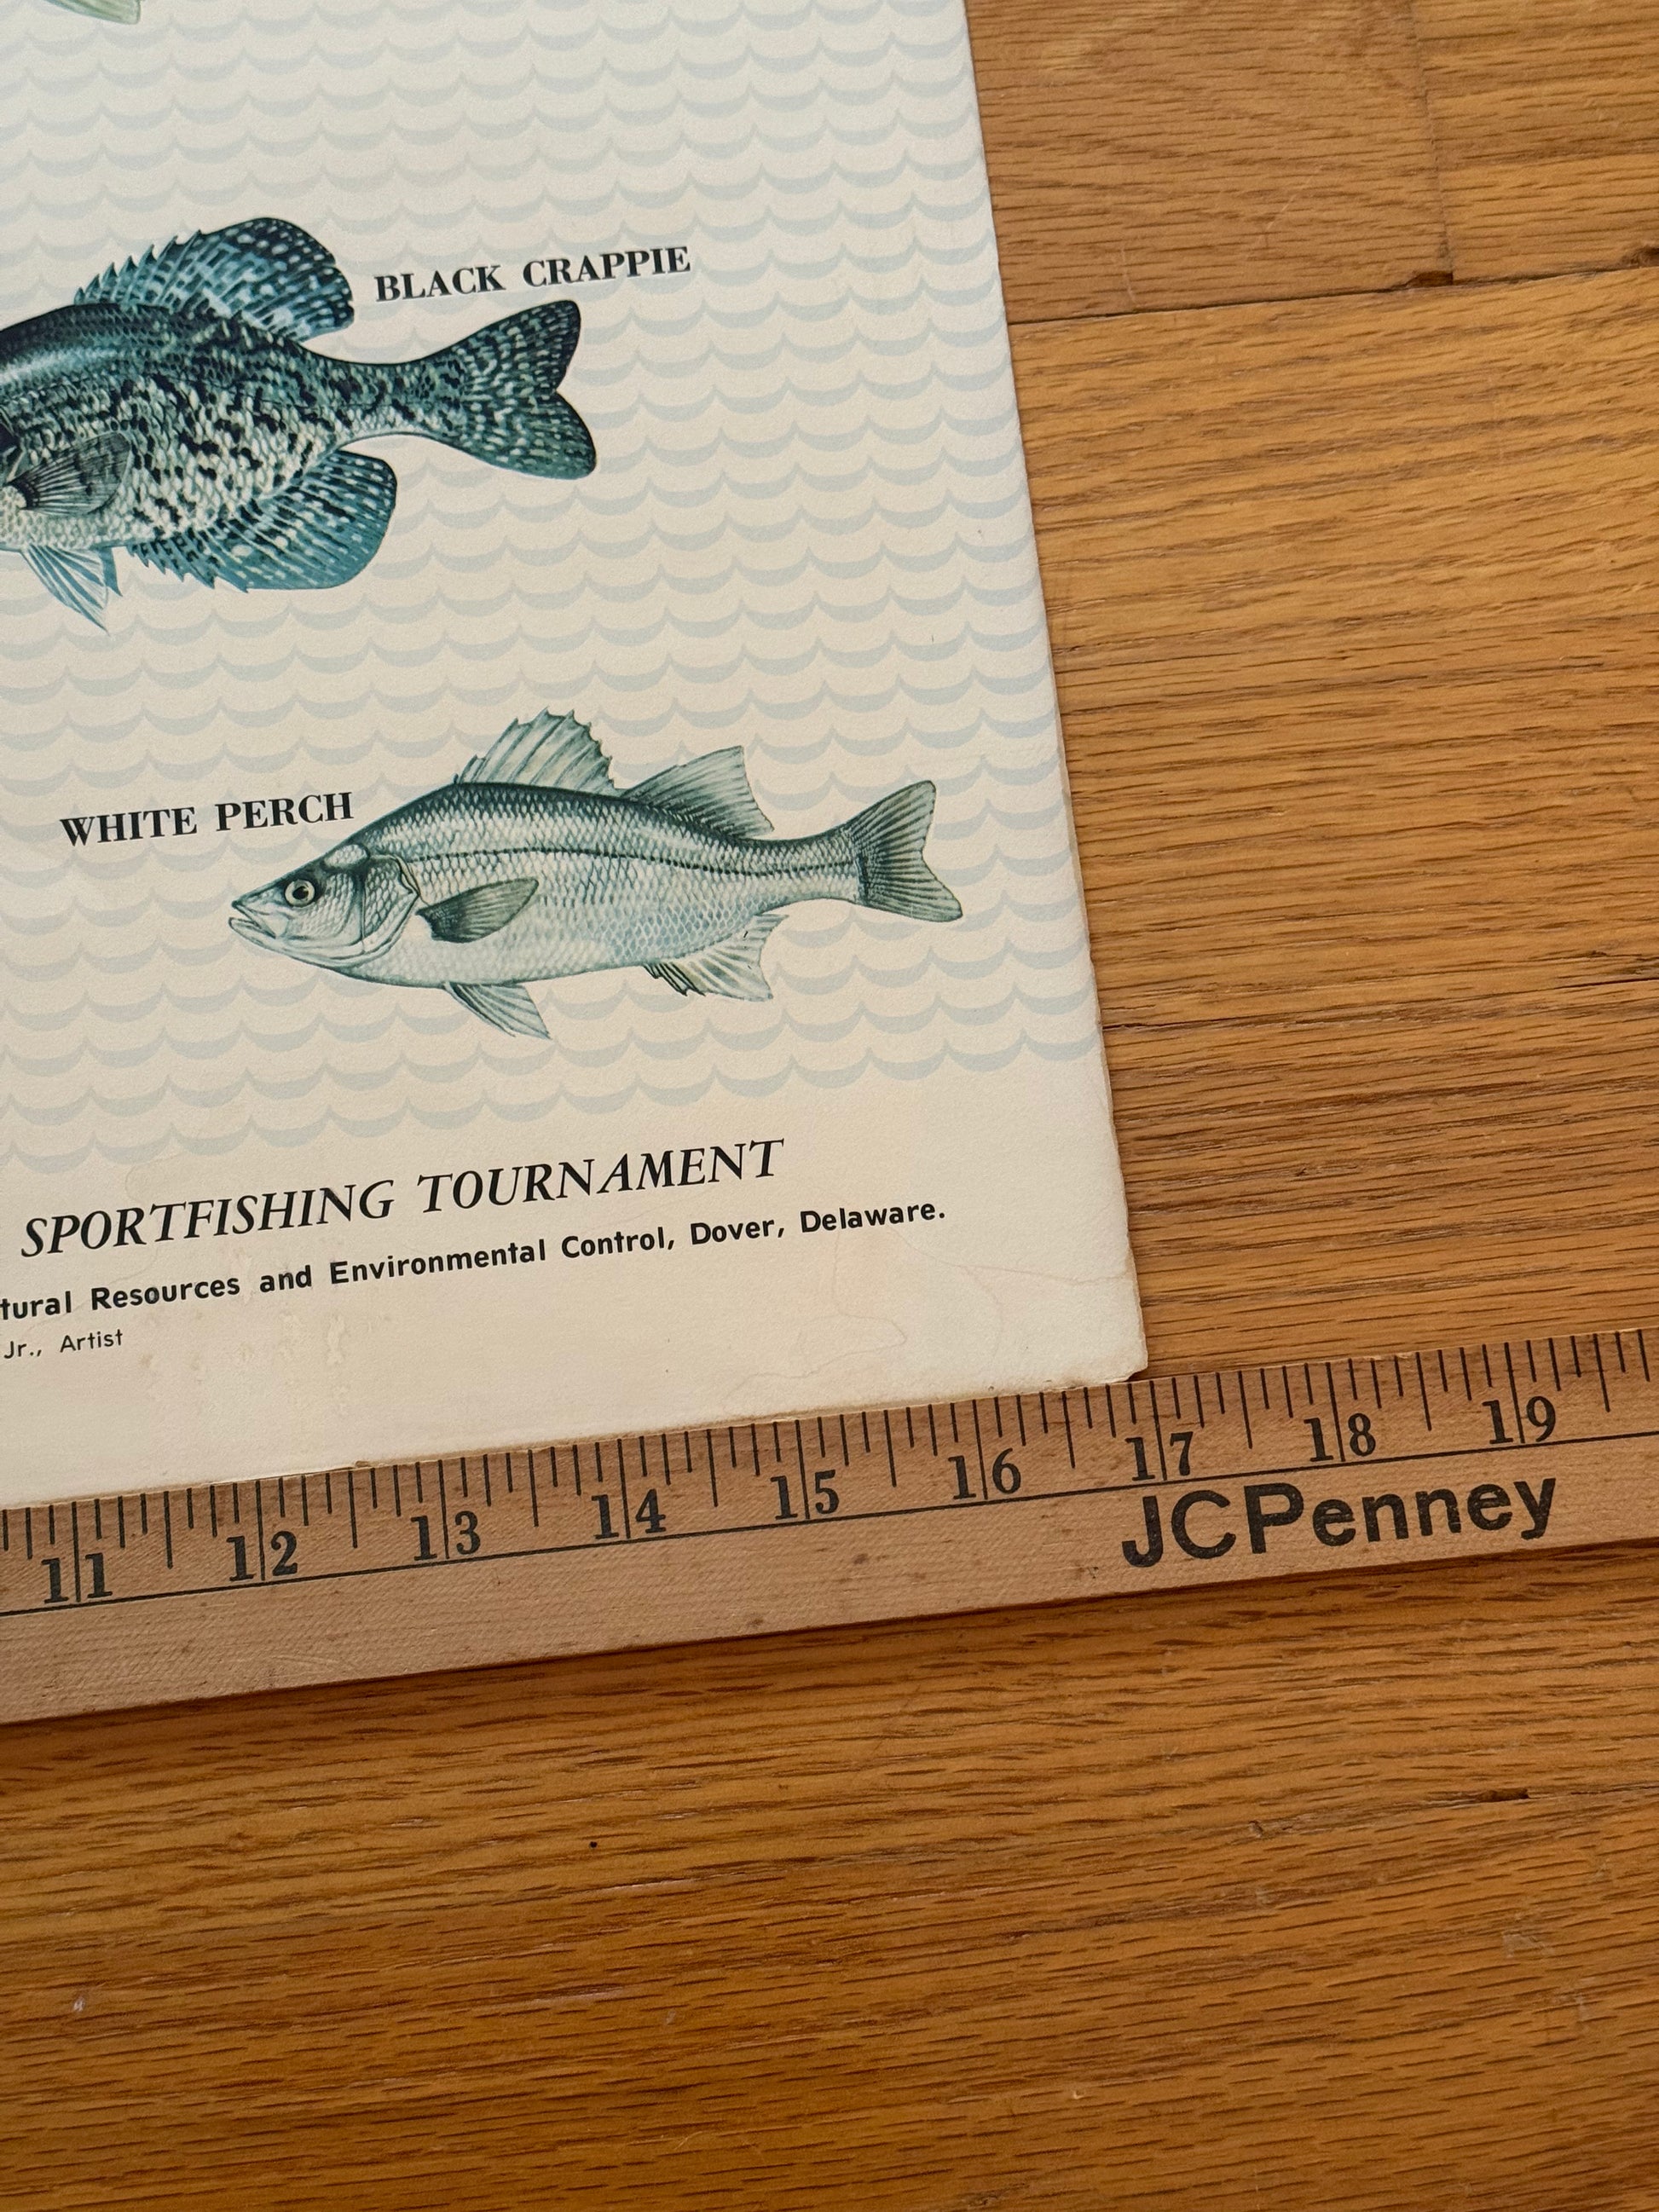 BLACK CRAPPIE
WHITE PERCH
SPORTFISHING TOURNAMENT
tural Resources and Environmental Control, Dover, Delaware.
Jr., Artist
11 12 13 14 15 16 17 18 19
JCPenney